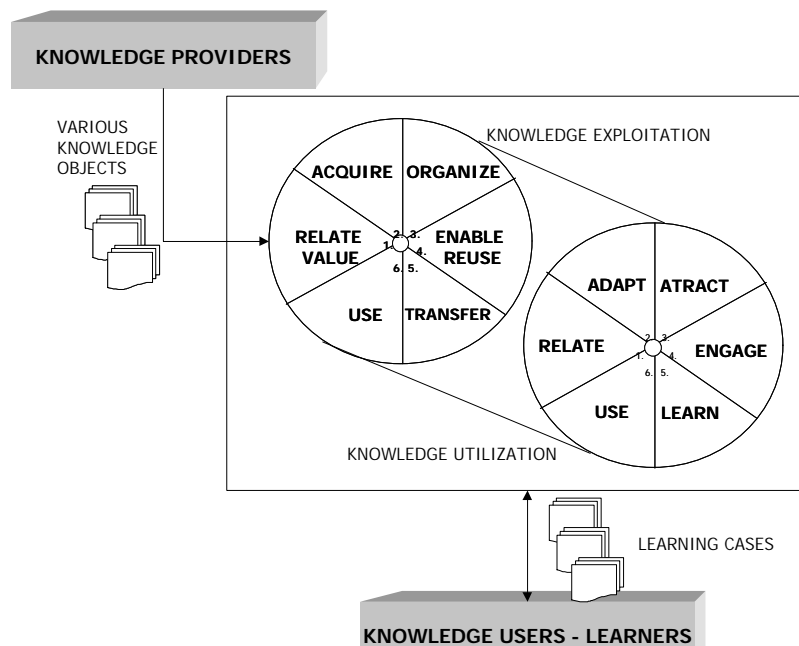 KNOWLEDGE PROVIDERS
VARIOUS
KNOWLEDGE
OBJECTS
KNOWLEDGE EXPLOITATION
ACQUIRE
ORGANIZE
RELATE
VALUE
ENABLE
REUSE
USE
TRANSFER
1.
2.
3.
4.
5.
6.
ADAPT
ATRACT
RELATE
ENGAGE
USE
LEARN
1.
2.
3.
4.
5.
6.
KNOWLEDGE UTILIZATION
LEARNING CASES
KNOWLEDGE USERS - LEARNERS